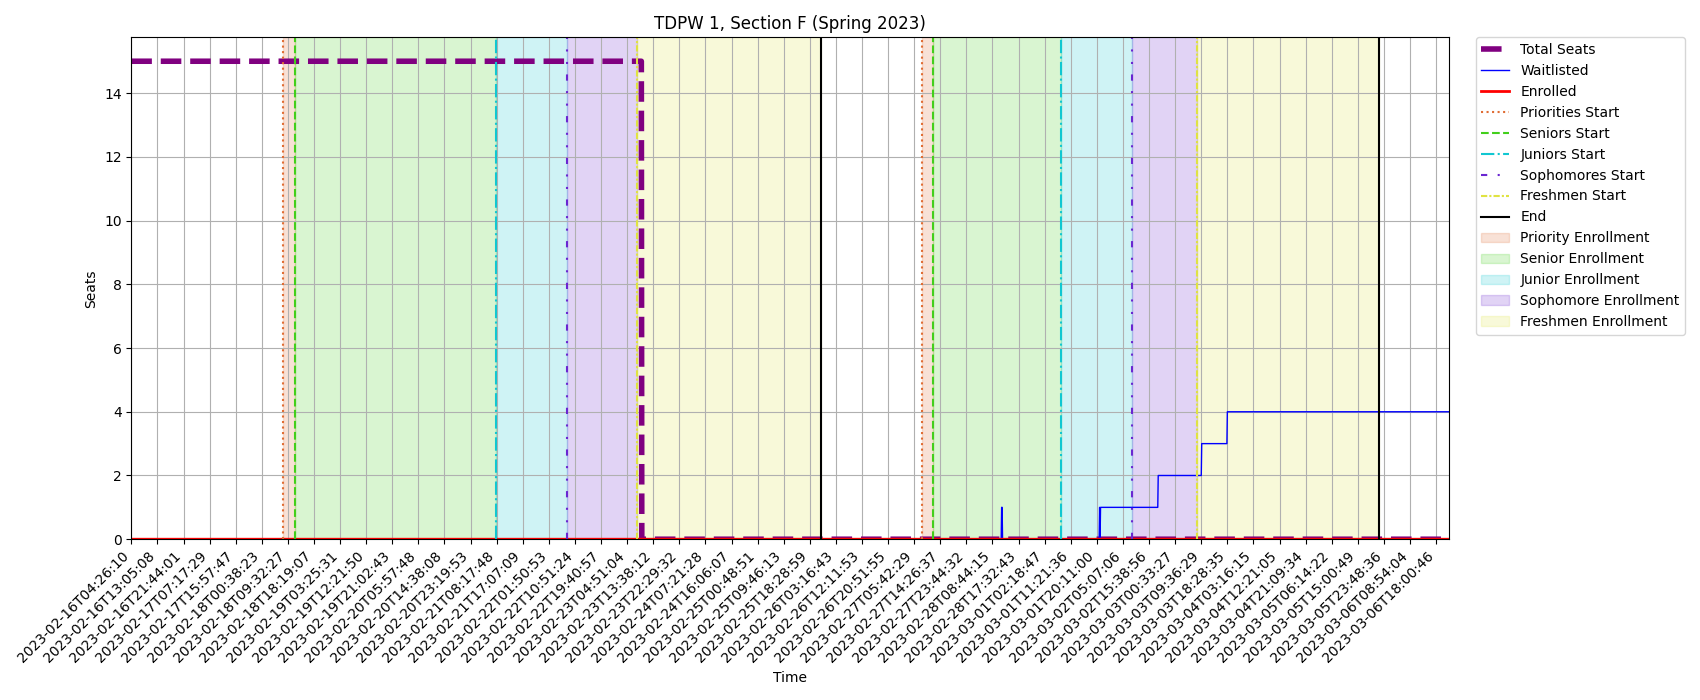 TDPW 1, Section F (Spring 2023)
Seats
14
12
10
8
6
4
2
0
2023-02-16T04:26:10
2023-02-16T13:05:08
2023-02-16T21:44:01
2023-02-17T07:17:29
2023-02-17T15:57:47
2023-02-18T00:38:23
2023-02-18T09:32:27
2023-02-18T18:19:07
2023-02-19T03:25:31
2023-02-19T12:21:50
2023-02-19T21:02:43
2023-02-20T05:57:48
2023-02-20T14:38:08
2023-02-20T23:19:53
2023-02-21T08:17:48
2023-02-21T17:07:09
2023-02-22T01:50:53
2023-02-22T10:51:24
2023-02-22T19:40:57
2023-02-23T04:51:04
2023-02-23T13:38:12
2023-02-23T22:29:32
2023-02-24T07:21:28
2023-02-24T16:06:07
2023-02-25T00:48:51
2023-02-25T09:46:13
2023-02-25T18:28:59
2023-02-26T03:16:43
2023-02-26T12:11:53
2023-02-26T20:51:55
2023-02-27T05:42:29
2023-02-27T14:26:37
2023-02-27T23:44:32
2023-02-28T08:44:15
2023-02-28T17:32:43
2023-03-01T02:18:47
2023-03-01T11:21:36
2023-03-01T20:11:00
2023-03-02T05:07:06
2023-03-02T15:38:56
2023-03-03T00:33:27
2023-03-03T09:36:29
2023-03-03T18:28:35
2023-03-04T03:16:15
2023-03-04T12:21:05
2023-03-04T21:09:34
2023-03-05T06:14:22
2023-03-05T15:00:49
2023-03-05T23:48:36
2023-03-06T08:54:04
2023-03-06T18:00:46
Time
Total Seats
Waitlisted
Enrolled
Priorities Start
Seniors Start
Juniors Start
Sophomores Start
Freshmen Start
End
Priority Enrollment
Senior Enrollment
Junior Enrollment
Sophomore Enrollment
Freshmen Enrollment